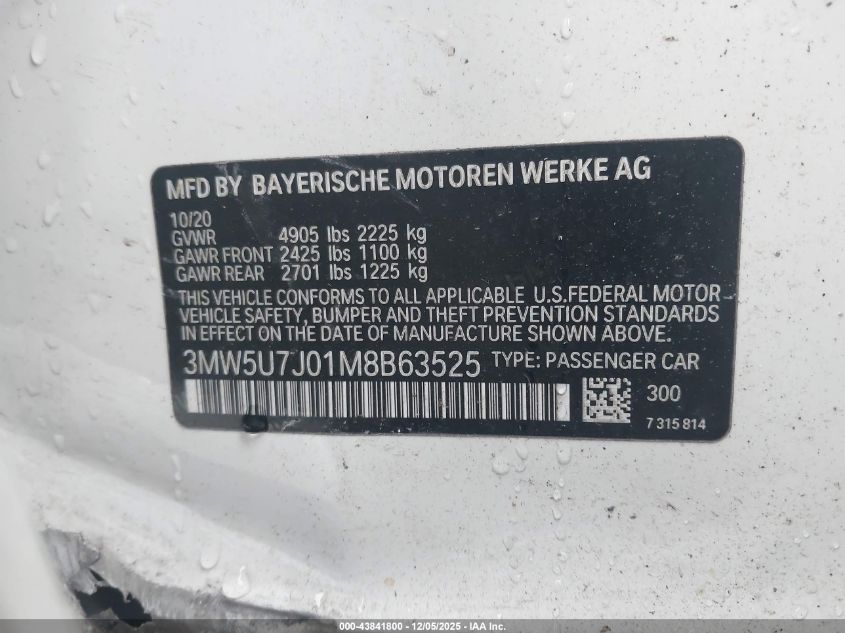 MFD BY BAYERISCHE MOTOREN WERKE AG
10/20
GVWR 4905 lbs 2225 kg
GAWR FRONT 2425 lbs 1100 kg
GAWR REAR 2701 lbs 1225 kg
THIS VEHICLE CONFORMS TO ALL APPLICABLE U.S.FEDERAL MOTOR
VEHICLE SAFETY, BUMPER AND THEFT PREVENTION STANDARDS
IN EFFECT ON THE DATE OF MANUFACTURE SHOWN ABOVE.
3MW5U7J01M8B63525 TYPE: PASSENGER CAR
300
7 315 814
000-43841800 - 12/05/2025 - IAA Inc.